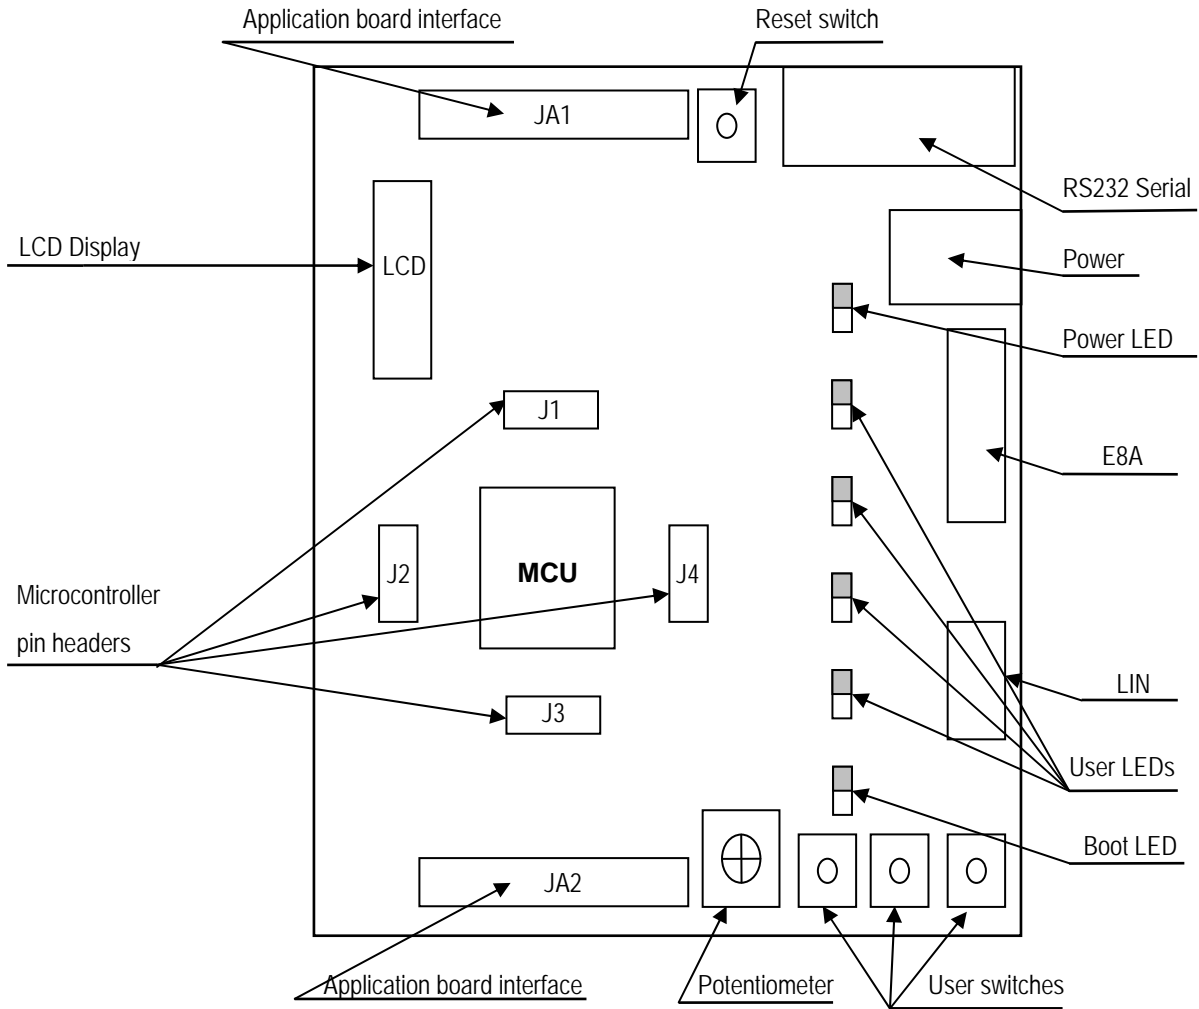 Application board interface
Reset switch
JA1
RS232 Serial
LCD Display
LCD
Power
Power LED
J1
E8A
J2
MCU
J4
Microcontroller
pin headers
LIN
J3
User LEDs
Boot LED
JA2
Application board interface
Potentiometer
User switches